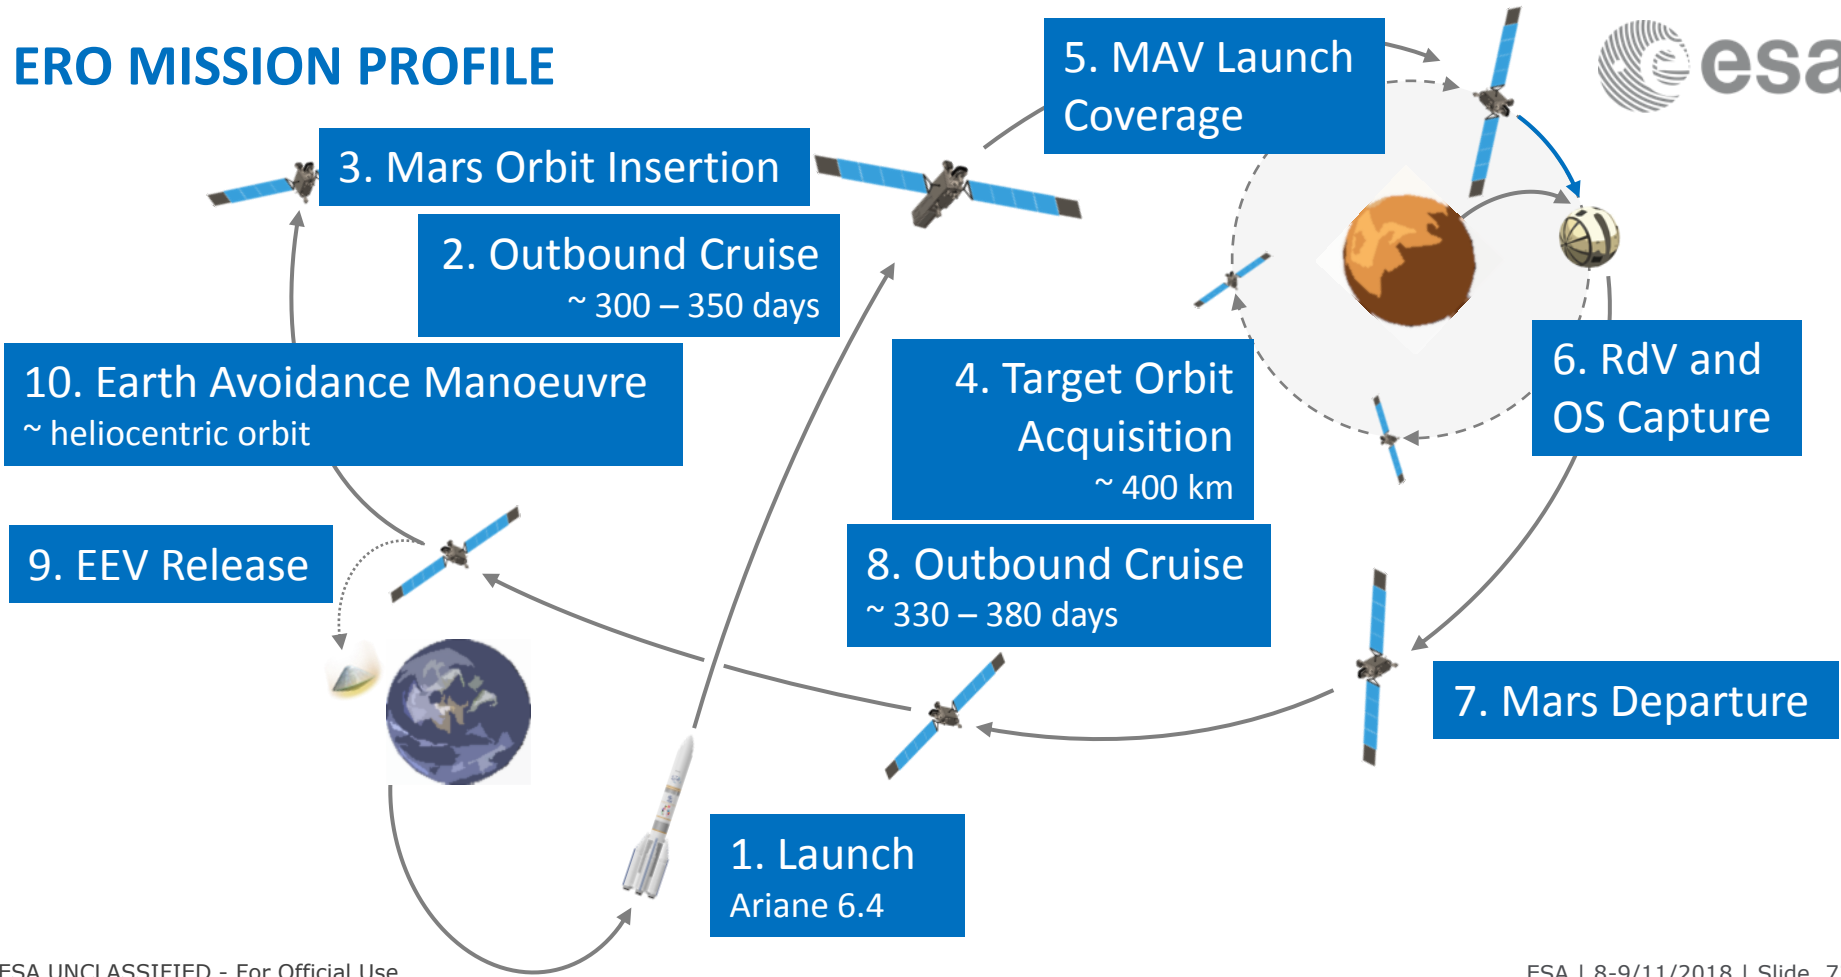 ERO MISSION PROFILE
esa
5. MAV Launch
Coverage
3. Mars Orbit Insertion
2. Outbound Cruise
~ 300 – 350 days
10. Earth Avoidance Manoeuvre
~ heliocentric orbit
4. Target Orbit
Acquisition
~ 400 km
6. RdV and
OS Capture
9. EEV Release
8. Outbound Cruise
~ 330 – 380 days
7. Mars Departure
1. Launch
Ariane 6.4
ESA UNCLASSIFIED - For Official Use
ESA | 8-9/11/2018 | Slide 7